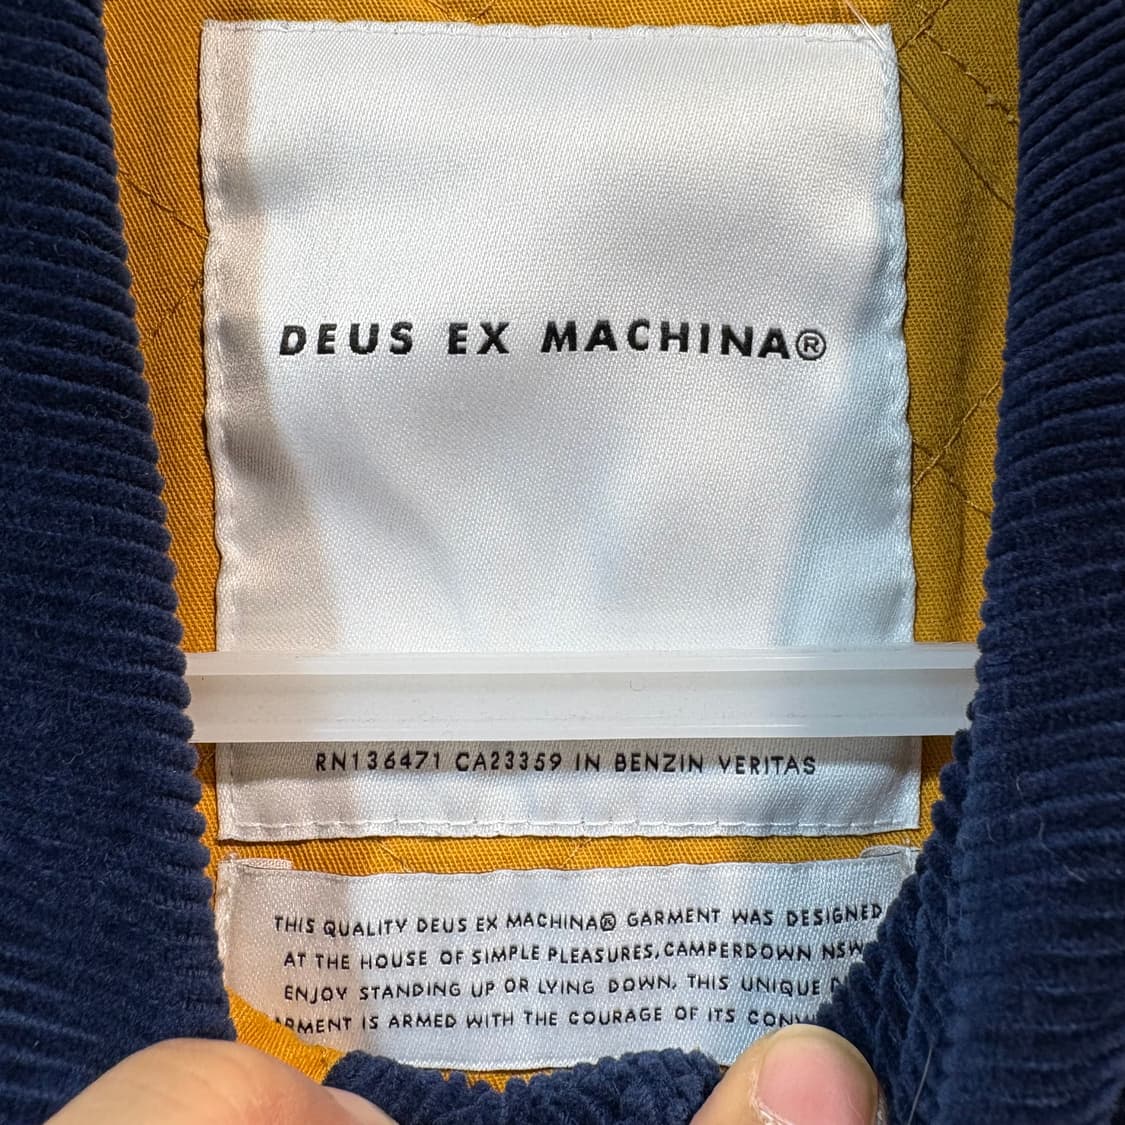 DEUS EX MACHINA®
RN136471 CA23359 IN BENZIN VERITAS
THIS QUALITY DEUS EX MACHINA® GARMENT WAS DESIGNED
AT THE HOUSE OF SIMPLE PLEASURES, CAMPERDOWN NSW
ENJOY STANDING UP OR LYING DOWN. THIS UNIQUE
IS ARMED WITH THE COURAGE OF ITS